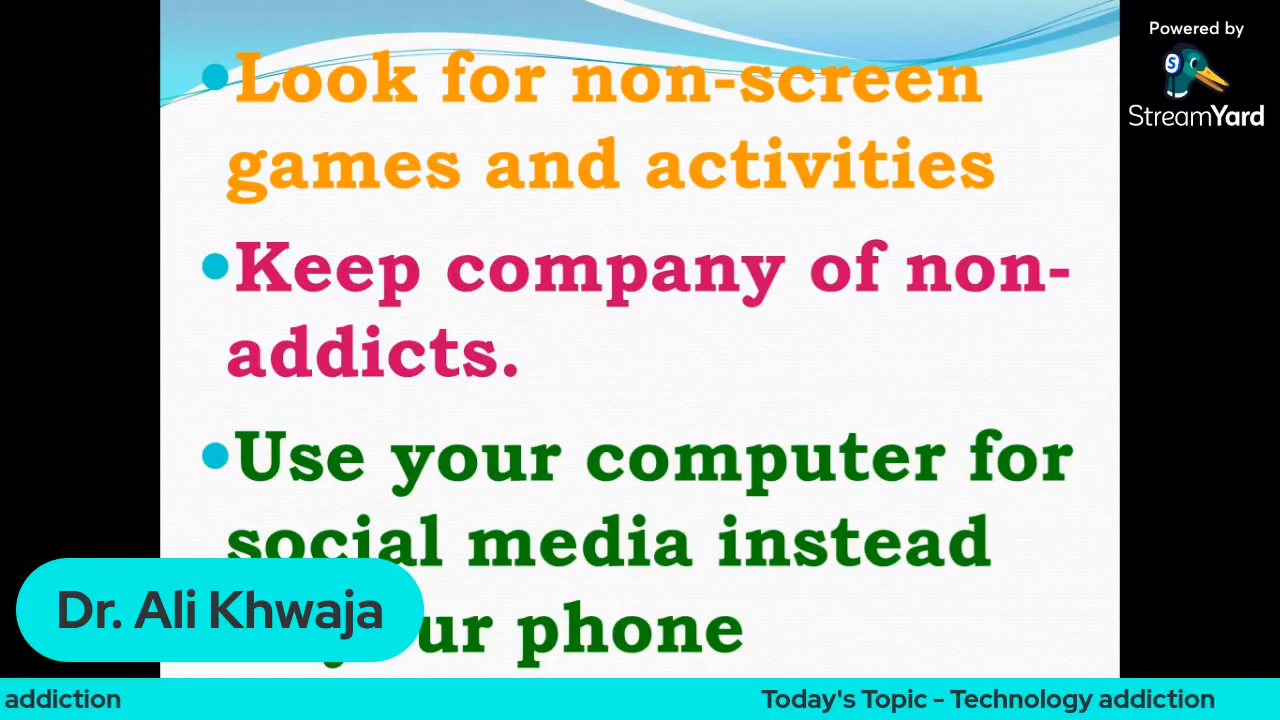 Powered by
StreamYard
•Look for non-screen
games and activities
•Keep company of non-
addicts.
•Use your computer for
social media instead
phone
Dr. Ali Khwaja
addiction
Today's Topic - Technology addiction